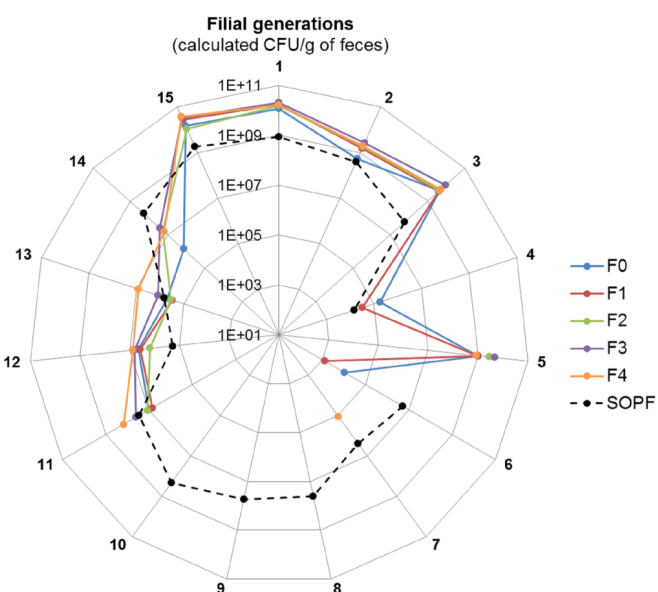 Filial generations
(calculated CFU/g of feces)
1
1E+11
15
2
1E+09
14
3
1E+07
1E+05
13
4
1E+03
F0
F1
1E+01
F2
12
5
F3
F4
SOPF
11
6
10
7
9
8